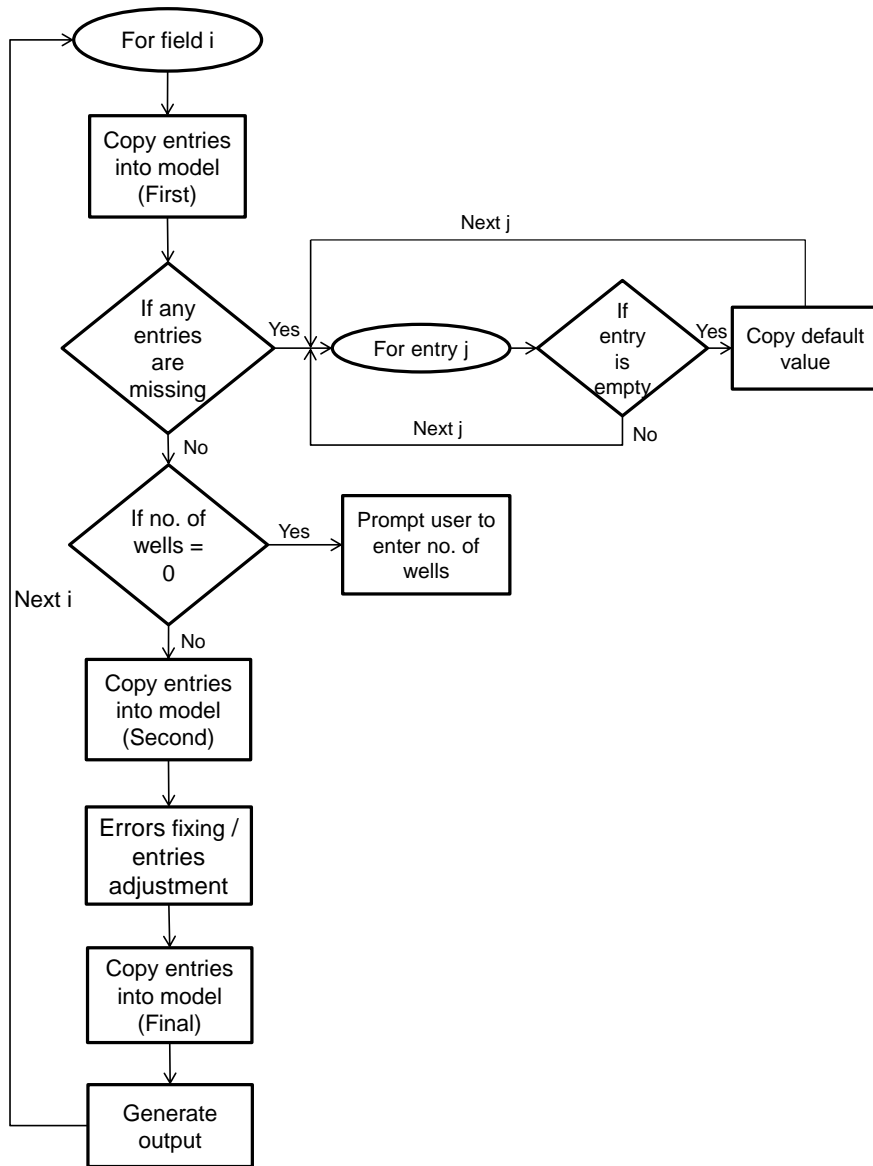 For field i
Copy entries
into model
(First)
Next j
If any
entries
are
missing
Yes
For entry j
If
entry
is
empty
Yes
Copy default
value
Next j
No
No
If no. of
wells =
0
Yes
Prompt user to
enter no. of
wells
Next i
No
Copy entries
into model
(Second)
Errors fixing /
entries
adjustment
Copy entries
into model
(Final)
Generate
output